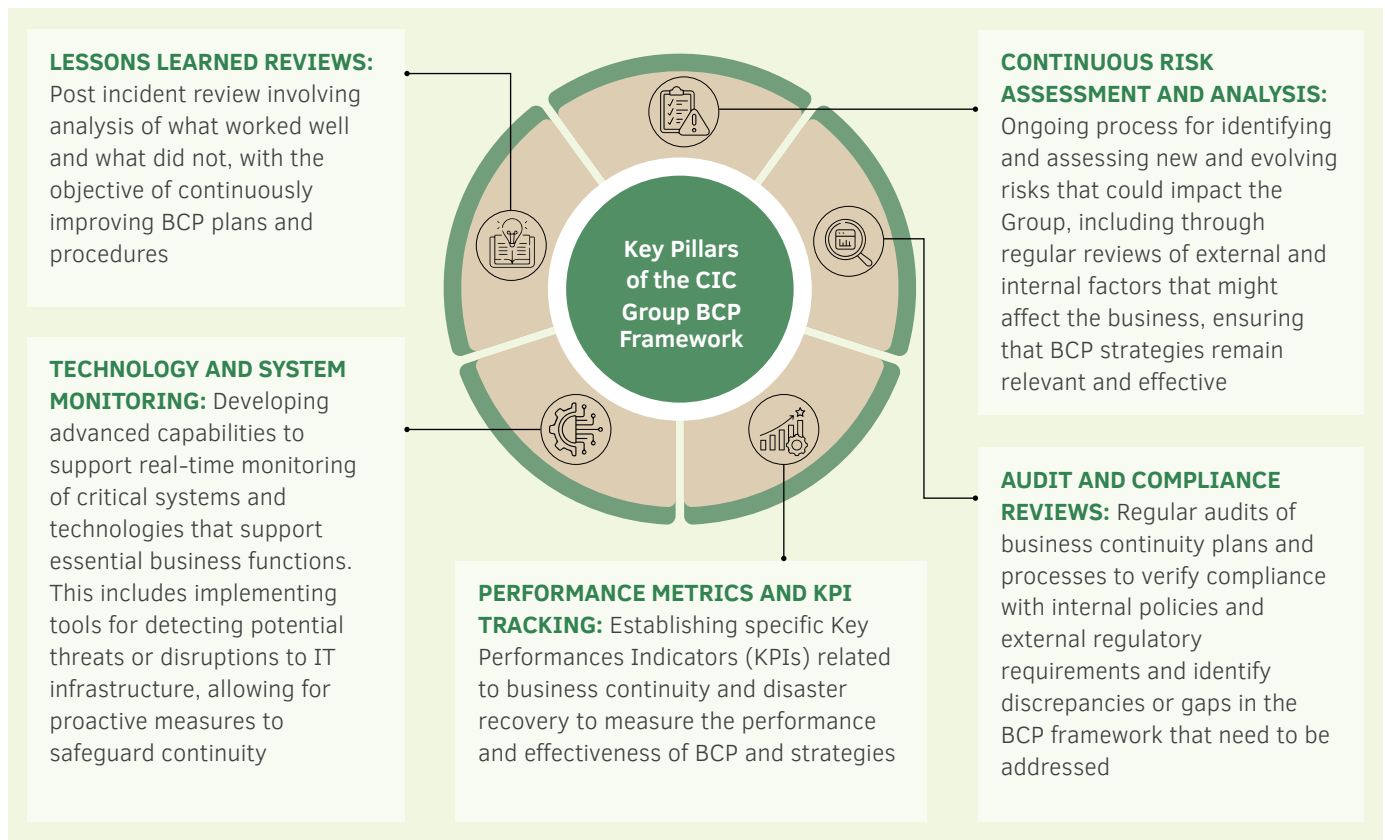 LESSONS LEARNED REVIEWS:
Post incident review involving
analysis of what worked well
and what did not, with the
objective of continuously
improving BCP plans and
procedures
TECHNOLOGY AND SYSTEM
MONITORING: Developing
advanced capabilities to
support real-time monitoring
of critical systems and
technologies that support
essential business functions.
This includes implementing
tools for detecting potential
threats or disruptions to IT
infrastructure, allowing for
proactive measures to
safeguard continuity
Key Pillars
of the CIC
Group BCP
Framework
PERFORMANCE METRICS AND KPI
TRACKING: Establishing specific Key
Performances Indicators (KPIs) related
to business continuity and disaster
recovery to measure the performance
and effectiveness of BCP and strategies
CONTINUOUS RISK
ASSESSMENT AND ANALYSIS:
Ongoing process for identifying
and assessing new and evolving
risks that could impact the
Group, including through
regular reviews of external and
internal factors that might
affect the business, ensuring
that BCP strategies remain
relevant and effective
AUDIT AND COMPLIANCE
REVIEWS: Regular audits of
business continuity plans and
processes to verify compliance
with internal policies and
external regulatory
requirements and identify
discrepancies or gaps in the
BCP framework that need to be
addressed